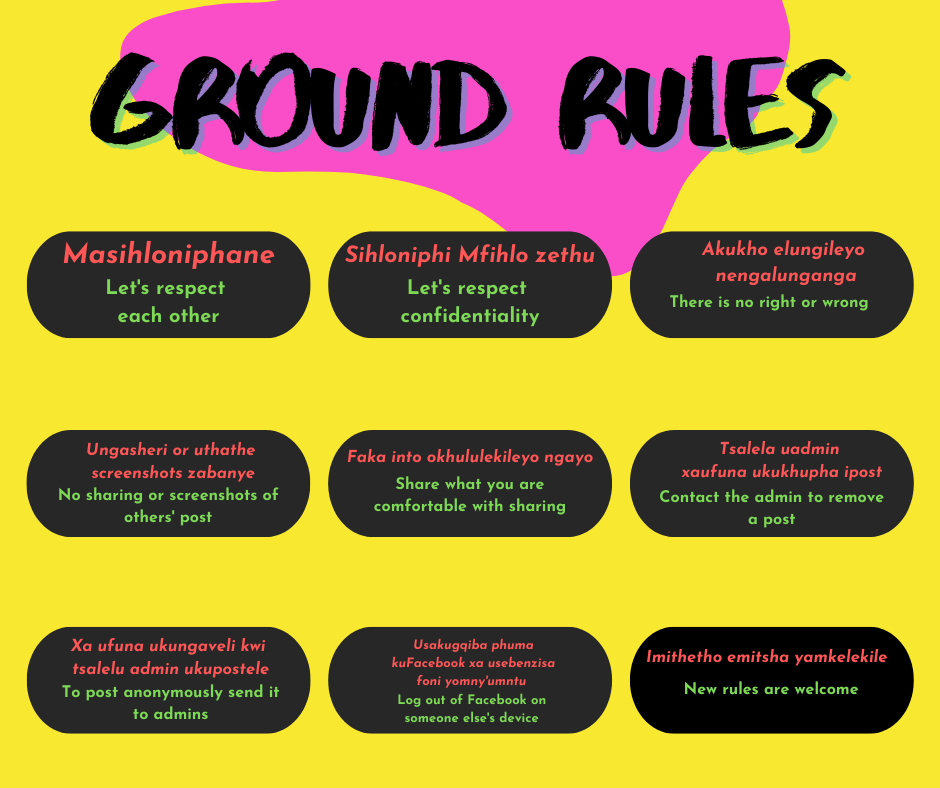 GROUND RULES
Masihloniphane
Let's respect
each other
Sihloniphi Mfihlo zethu
Let's respect
confidentiality
Akukho elungileyo
nengalunganga
There is no right or wrong
Ungasheri or uthathe
screenshots zabanye
No sharing or screenshots of
others' post
Faka into okhululekileyo ngayo
Share what you are
comfortable with sharing
Tsalela uadmin
xaufuna ukukhupha ipost
Contact the admin to remove
a post
Xa ufuna ukungaveli kwi
tsalelu admin ukupostele
To post anonymously send it
to admins
Usakugqiba phuma
kuFacebook xa usebenzisa
foni yomny'umntu
Log out of Facebook on
someone else's device
Imithetho emitsha yamkelekile
New rules are welcome